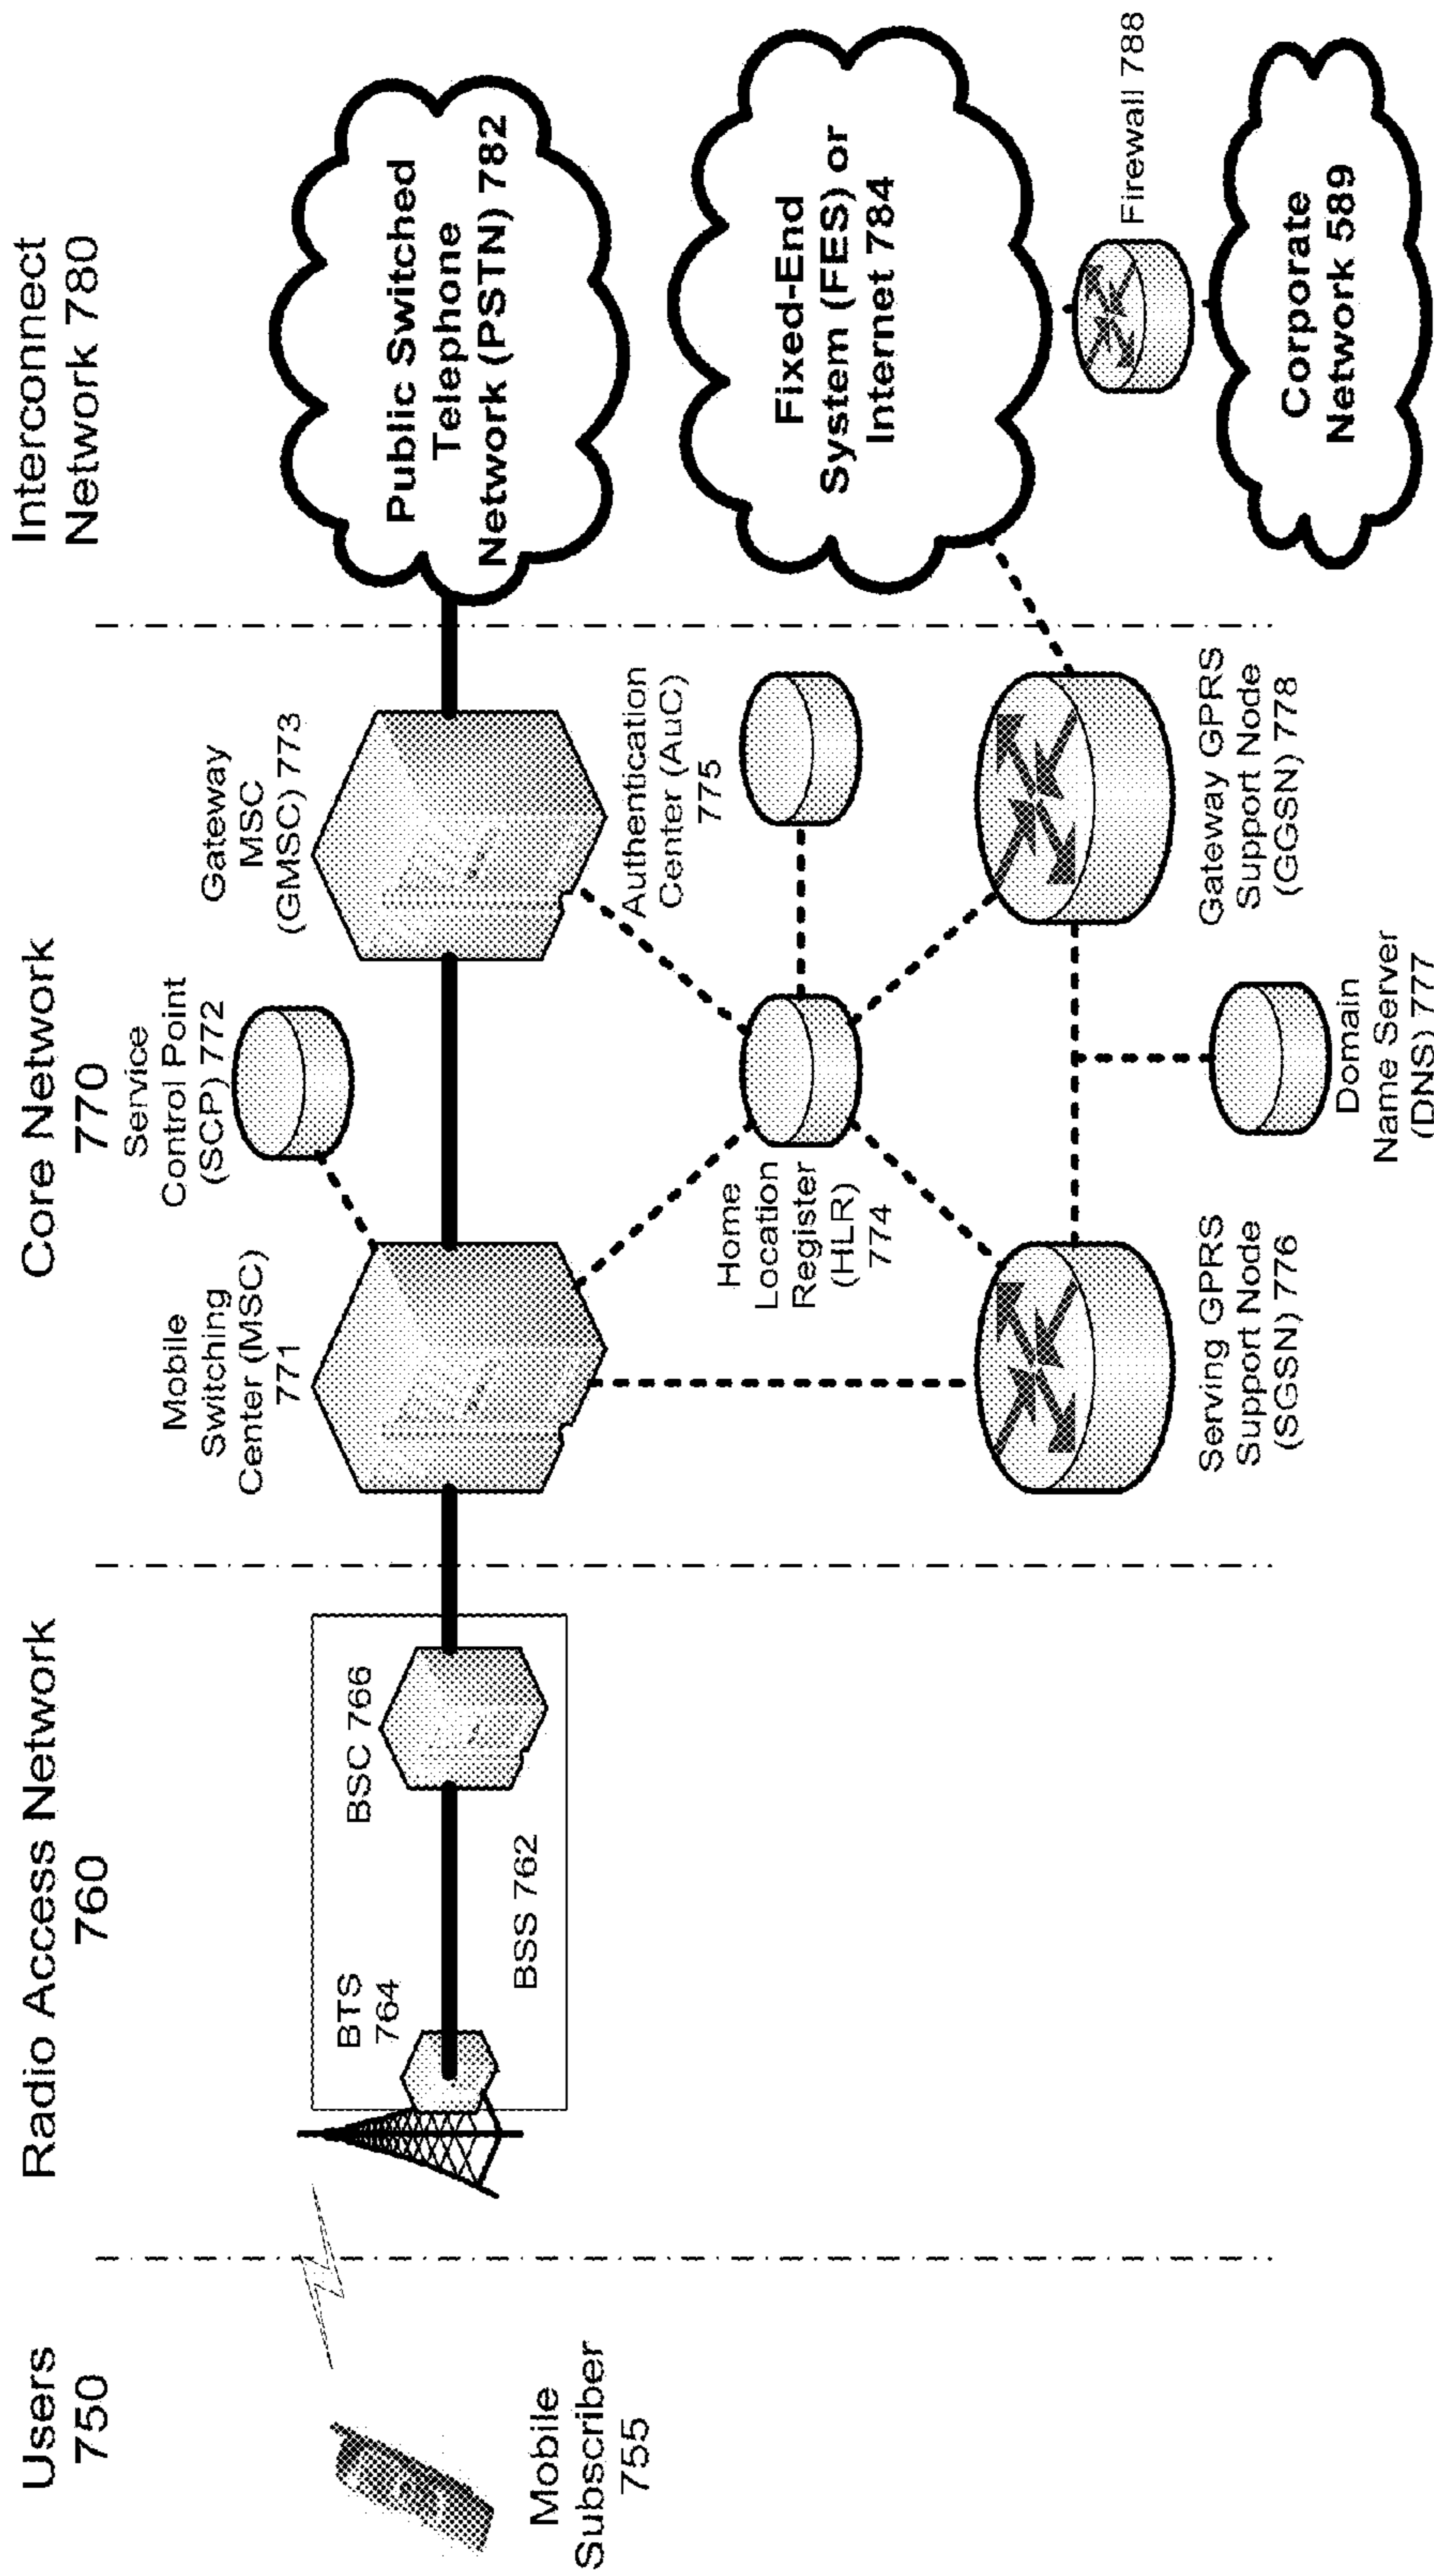 Users
750
Radio Access Network
760
Core Network
770
Interconnect
Network 780
Mobile
Subscriber
755
BTS
764
BSC 766
BSS 762
Mobile
Switching
Center (MSC)
771
Service
Control Point
(SCP) 772
Gateway
MSC
(GMSC) 773
Public Switched
Telephone
Network (PSTN) 782
Home
Location
Register
(HLR)
774
Authentication
Center (AuC)
775
Fixed-End
System (FES) or
Internet 784
Serving GPRS
Support Node
(SGSN) 776
Domain
Name Server
(DNS) 777
Gateway GPRS
Support Node
(GGSN) 778
Firewall 788
Corporate
Network 589